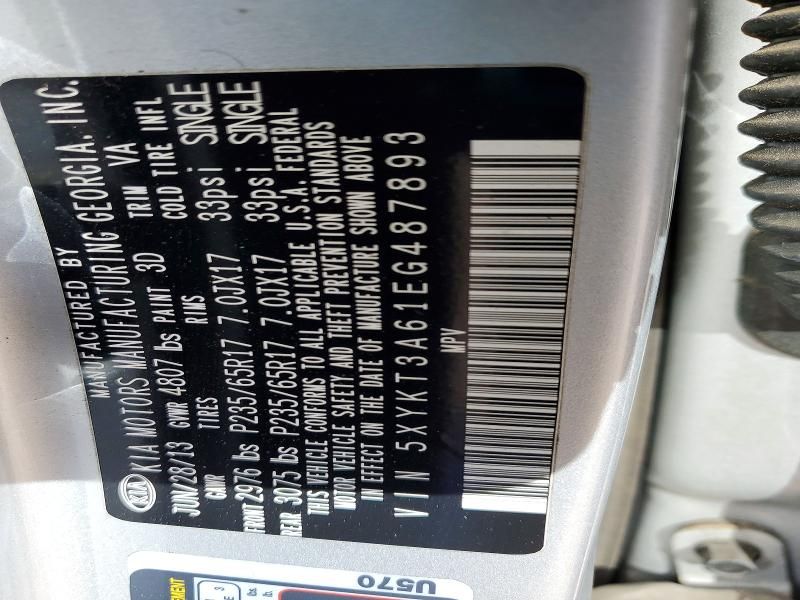 MANUFACTURED BY
KIA KIA MOTORS MANUFACTURING GEORGIA, INC.
JUN/28/13 GVWR 4807 lbs PAINT 3D TRIM VA
GAWR TIRES RIMS COLD TIRE INFL
FRONT 2976 lbs P235/65R17 7.0JX17 33psi SINGLE
REAR 3075 lbs P235/65R17 7.0JX17 33psi SINGLE
THIS VEHICLE CONFORMS TO ALL APPLICABLE U.S.A. FEDERAL
MOTOR VEHICLE SAFETY AND THEFT PREVENTION STANDARDS
IN EFFECT ON THE DATE OF MANUFACTURE SHOWN ABOVE
VIN 5XYKT3A61EG487893
MPV
U570